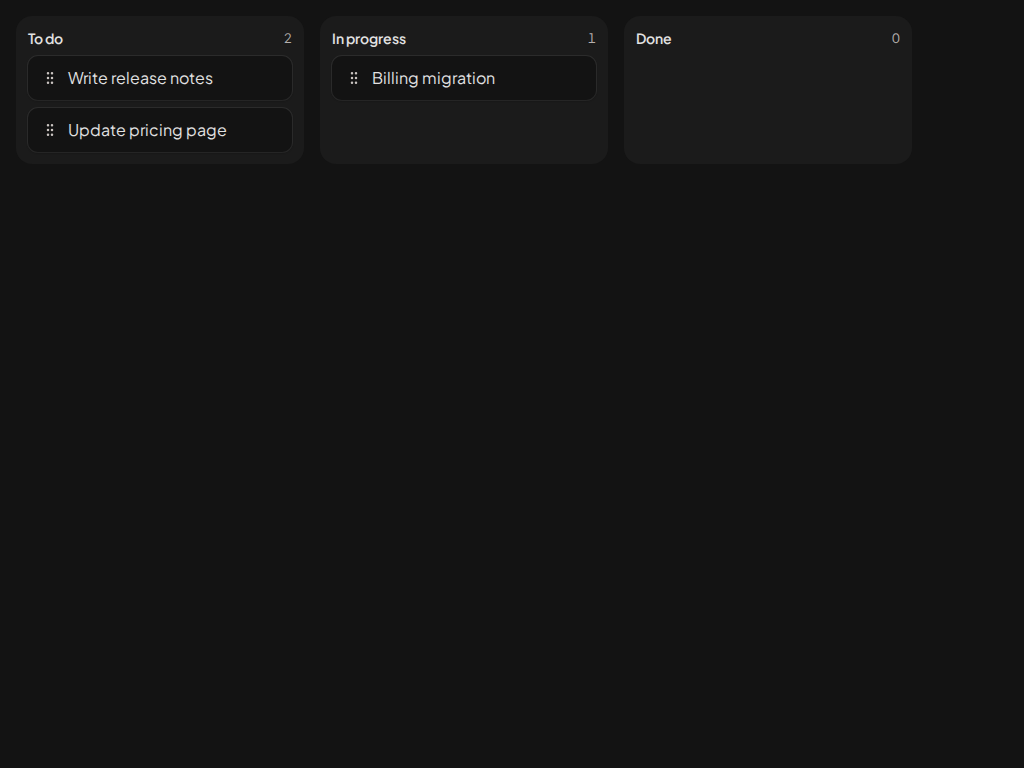 To do 2
Write release notes
Update pricing page
In progress 1
Billing migration
Done 0